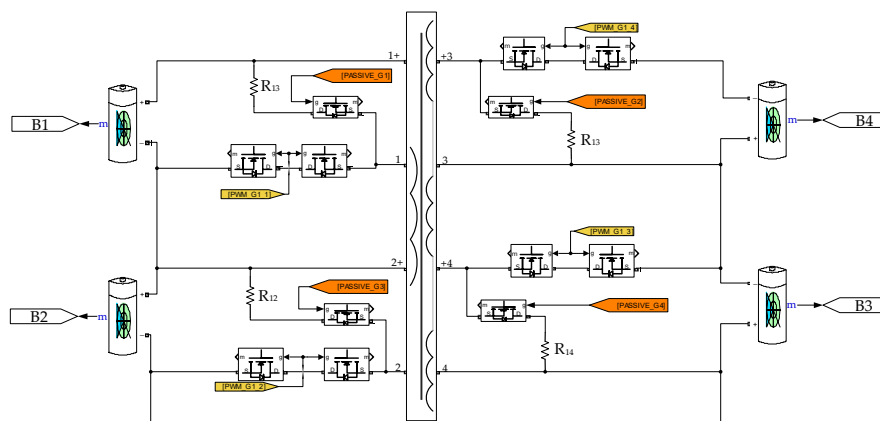 1+
+3
[PWM_G1_4]
[PASSIVE_G1]
[PASSIVE_G2]
R13
R13
B1
m
m
B4
[PWM_G1_1]
1
3
2+
+4
[PWM_G1_3]
[PASSIVE_G3]
[PASSIVE_G4]
R12
R14
B2
m
m
B3
[PWM_G1_2]
2
4